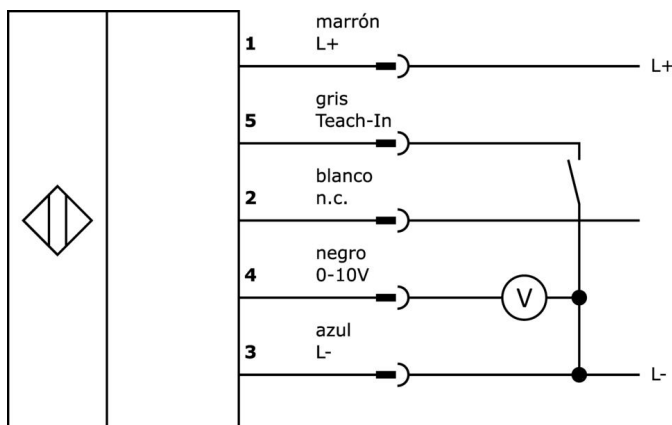 marrón
1
L+
L+
gris
5
Teach-In
blanco
2
n.c.
negro
4
0-10V
V
azul
3
L-
L-